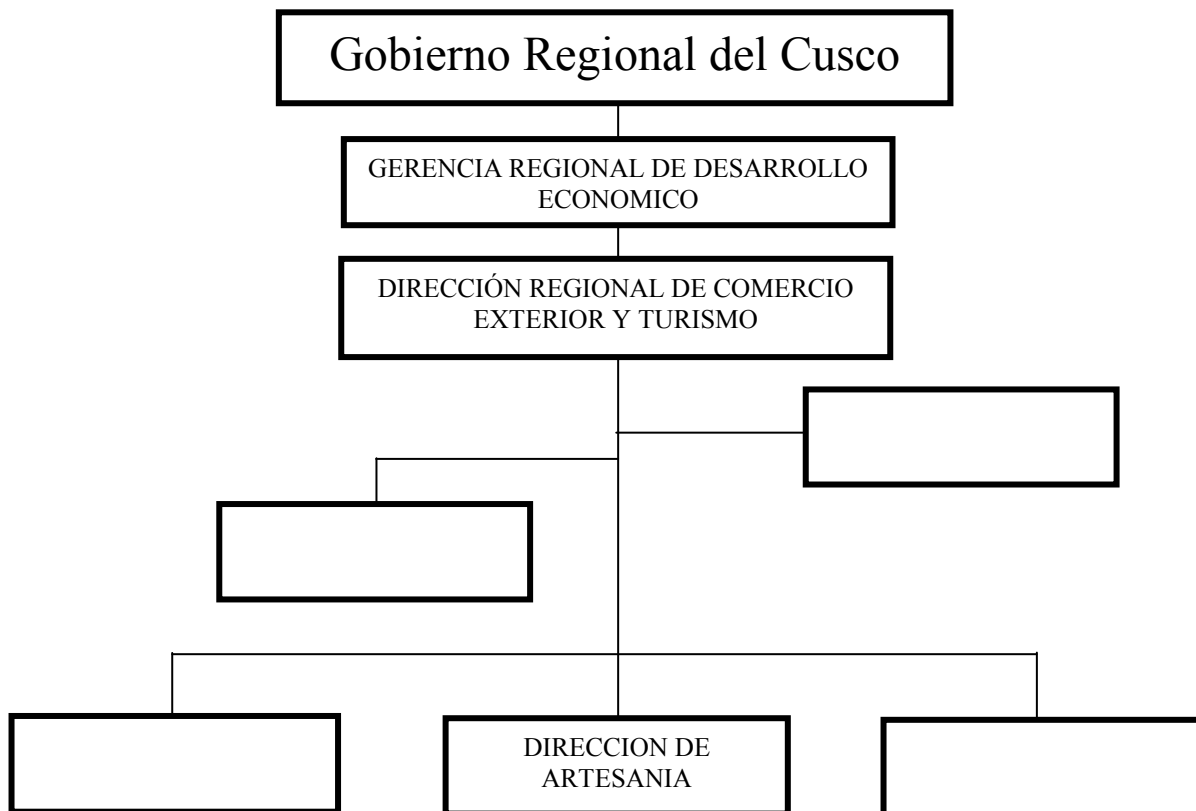 Gobierno Regional del Cusco
GERENCIA REGIONAL DE DESARROLLO
ECONOMICO
DIRECCIÓN REGIONAL DE COMERCIO
EXTERIOR Y TURISMO
DIRECCION DE
ARTESANIA